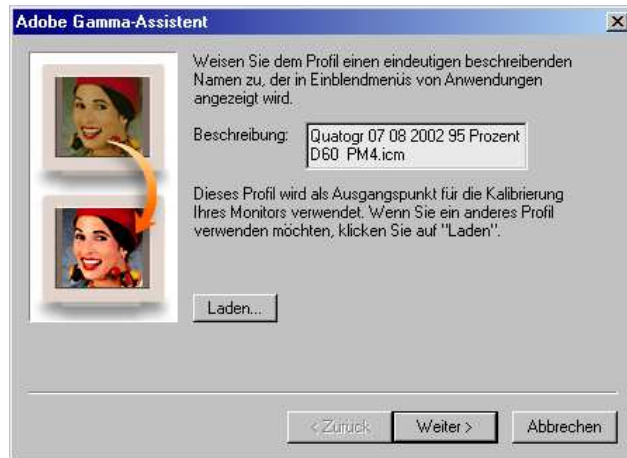 Adobe Gamma-Assistent
Weisen Sie dem Profil einen eindeutigen beschreibenden
Namen zu, der in Einblendmenüs von Anwendungen
angezeigt wird.
Beschreibung:
Quatogr 07 08 2002 95 Prozent
D60 PM4.icm
Dieses Profil wird als Ausgangspunkt für die Kalibrierung
Ihres Monitors verwendet. Wenn Sie ein anderes Profil
verwenden möchten, klicken Sie auf "Laden".
Laden...
< Zurück
Weiter >
Abbrechen